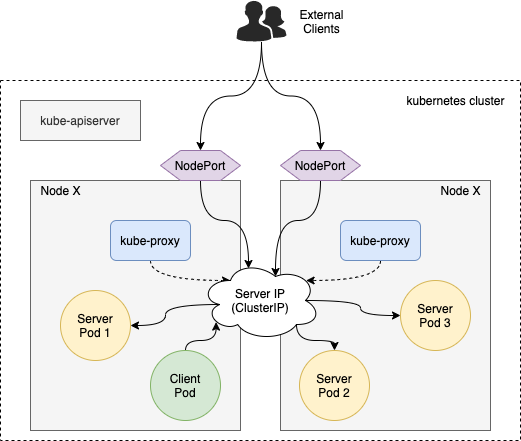 External
Clients
kubernetes cluster
kube-apiserver
NodePort
NodePort
Node X
Node X
kube-proxy
kube-proxy
Server IP
(ClusterIP)
Server
Pod 1
Server
Pod 3
Client
Pod
Server
Pod 2